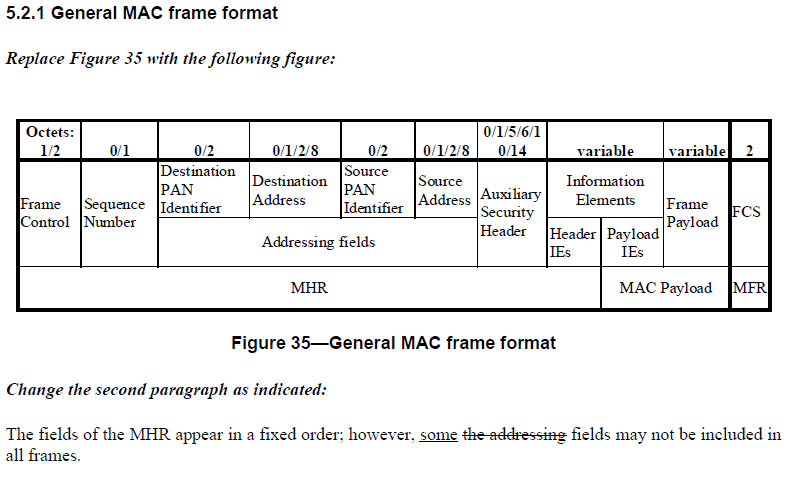 5.2.1 General MAC frame format
Replace Figure 35 with the following figure:
Octets:
1/2
0/1
0/2
0/1/2/8
0/2
0/1/2/8
0/1/5/6/1
0/14
variable
variable
2
Frame
Control
Sequence
Number
Destination
PAN
Identifier
Destination
Address
Source
PAN
Identifier
Source
Address
Addressing fields
Auxiliary
Security
Header
Information
Elements
Header
IEs
Payload
IEs
Frame
Payload
FCS
MHR
MAC Payload
MFR
Figure 35—General MAC frame format
Change the second paragraph as indicated:
The fields of the MHR appear in a fixed order; however, some the addressing fields may not be included in
all frames.